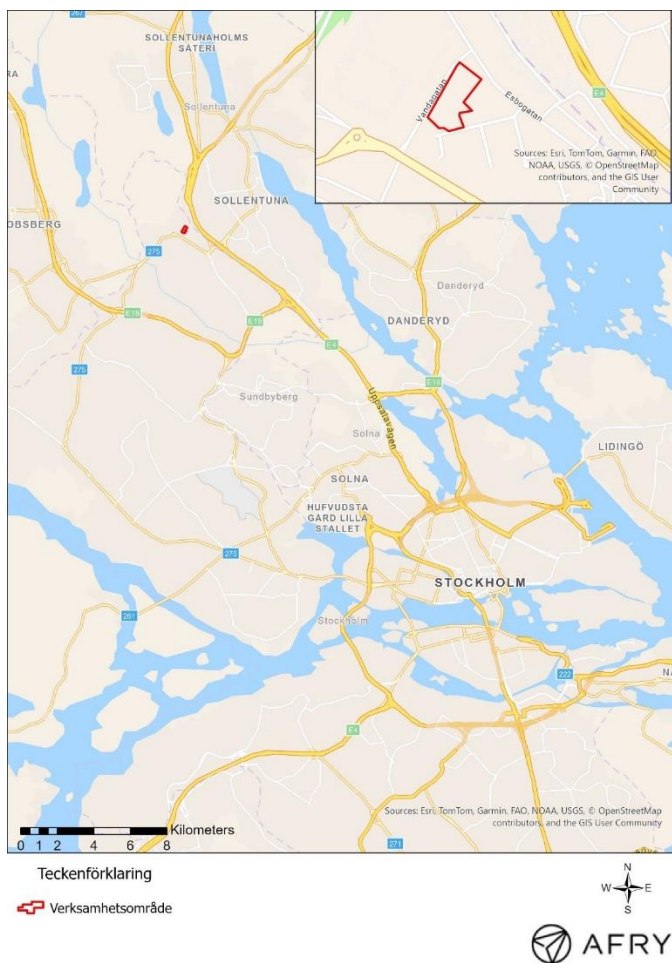 267
SOLLENTUNAHOLMS
SÄTERI
Sollentuna
SOLLENTUNA
OBSBERG
275
E18
E18
E4
275
Danderyd
DANDERYD
E18
Uppsalavägen
Sundbyberg
Solna
SOLNA
LIDINGÖ
HUFVUDSTA
GÅRD LILLA
STALLET
275
STOCKHOLM
261
Stockholm
222
E4
271
Vandagatan
Esbogatan
E4
Sources: Esri, TomTom, Garmin, FAO,
NOAA, USGS, © OpenStreetMap
contributors, and the GIS User
Community
Sources: Esri, TomTom, Garmin, FAO, NOAA, USGS, © OpenStreetMap
contributors, and the GIS User Community
Kilometers
0 1 2 4 6 8
Teckenförklaring
Verksamhetsområde
N
W E
S
AFRY